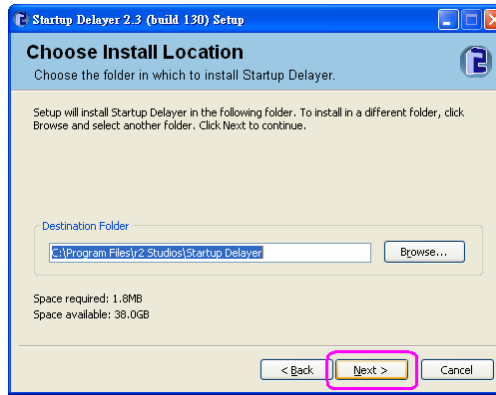 Startup Delayer 2.3 (build 130) Setup
Choose Install Location
Choose the folder in which to install Startup Delayer.
Setup will install Startup Delayer in the following folder. To install in a different folder, click
Browse and select another folder. Click Next to continue.
Destination Folder
C:\Program Files\r2 Studios\Startup Delayer
Browse...
Space required: 1.8MB
Space available: 38.0GB
< Back
Next >
Cancel